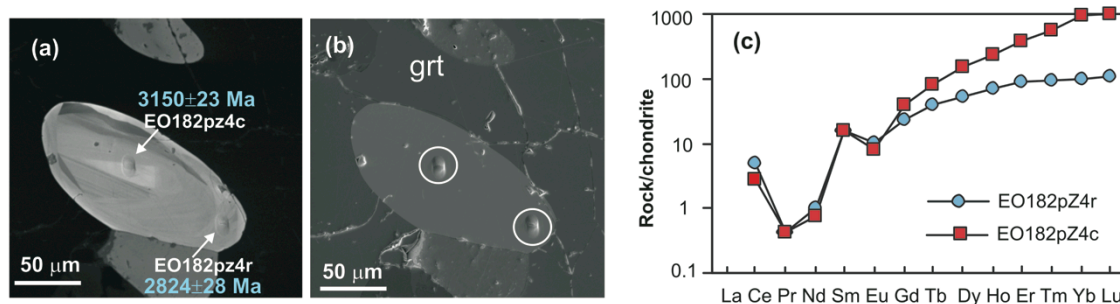 (a)
3150±23 Ma
EO182pz4c
EO182pz4r
2824±28 Ma
50 µm
(b)
grt
50 µm
(c)
Rock/chondrite
1000
100
10
1
0.1
EO182pZ4r
EO182pZ4c
La Ce Pr Nd Sm Eu Gd Tb Dy Ho Er Tm Yb Lu